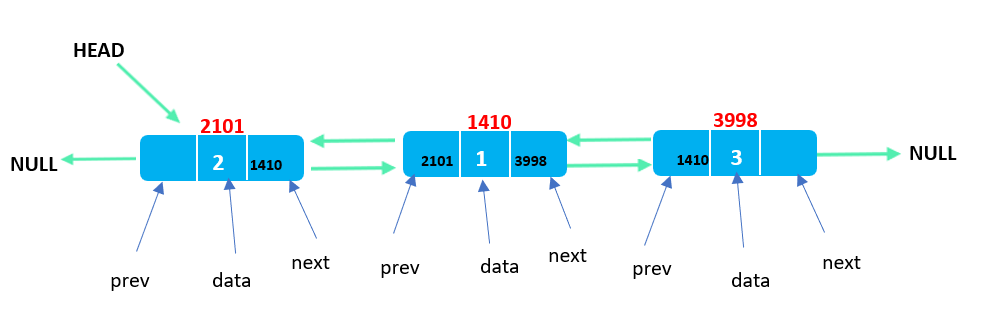 HEAD
2101
1410
3998
NULL
2
1410
2101
1
3998
1410
3
NULL
prev
data
next
prev
data
next
prev
data
next